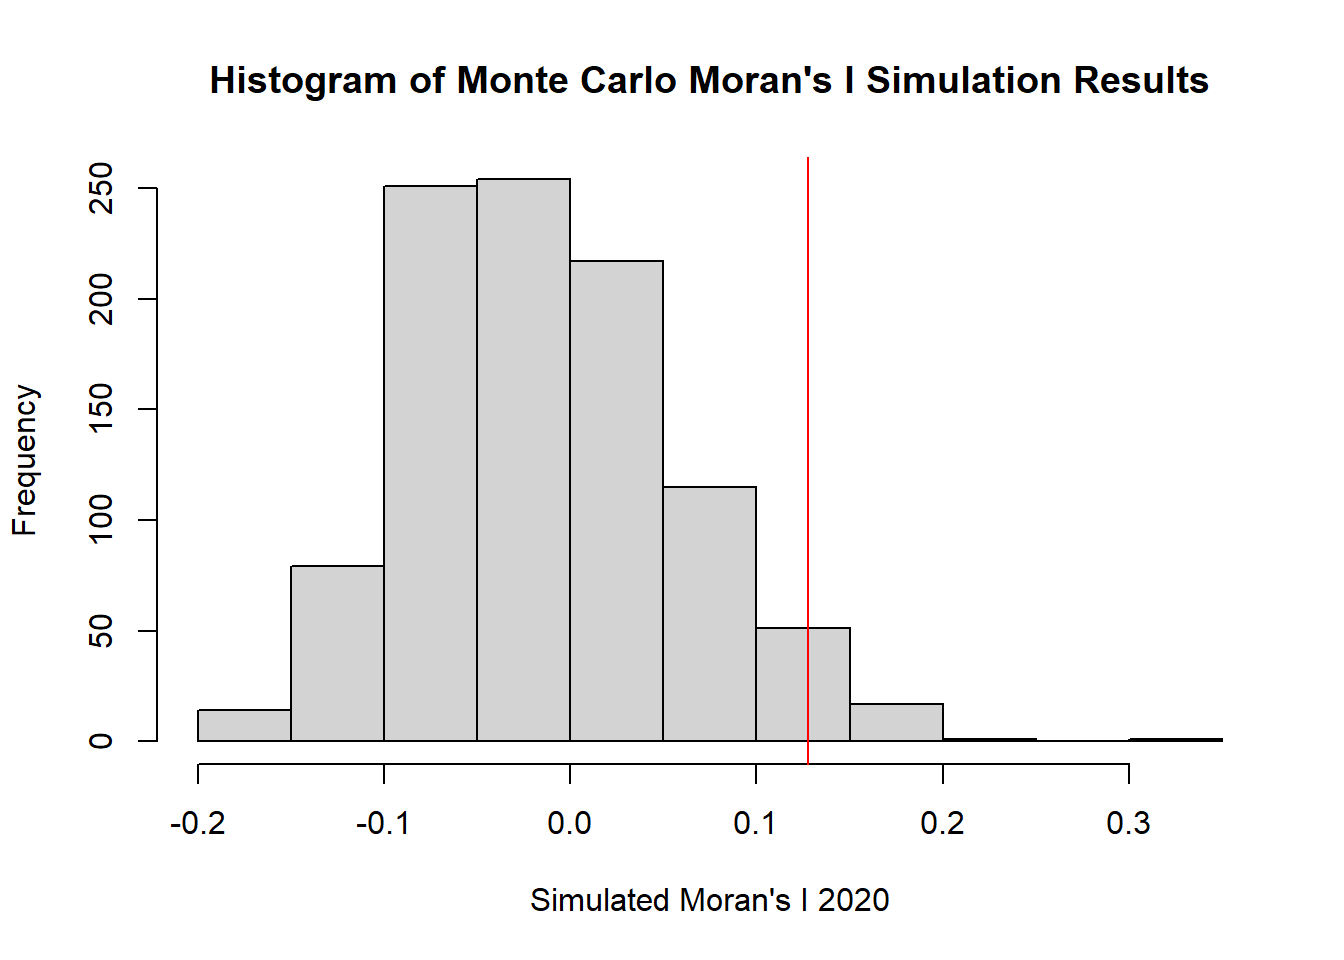 Histogram of Monte Carlo Moran's I Simulation Results
Frequency
250
200
150
100
50
0
-0.2 -0.1 0.0 0.1 0.2 0.3
Simulated Moran's I 2020